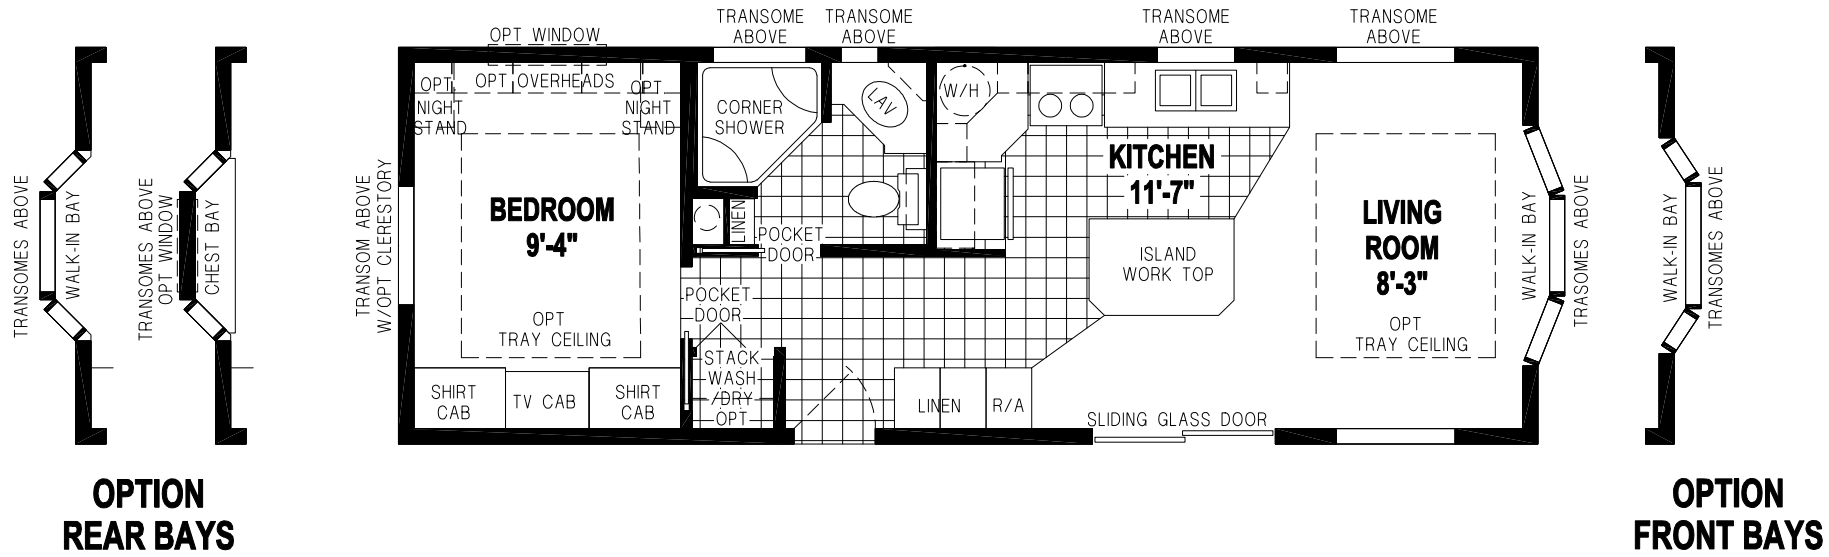 TRANSOMES ABOVE
WALK-IN BAY
TRANSOMES ABOVE
OPT WINDOW
CHEST BAY
OPTION
REAR BAYS
TRANSOM ABOVE
W/OPT CLERESTORY
OPT WINDOW
OPT OVERHEADS
OPT
NIGHT
STAND
OPT
NIGHT
STAND
BEDROOM
9'-4"
OPT
TRAY CEILING
SHIRT
CAB
TV CAB
SHIRT
CAB
TRANSOME
ABOVE
TRANSOME
ABOVE
CORNER
SHOWER
LAV
LINEN
POCKET
DOOR
POCKET
DOOR
STACK
WASH
/DRY
OPT
W/H
TRANSOME
ABOVE
KITCHEN
11'-7"
ISLAND
WORK TOP
LINEN
R/A
SLIDING GLASS DOOR
TRANSOME
ABOVE
LIVING
ROOM
8'-3"
OPT
TRAY CEILING
WALK-IN BAY
TRASOMES ABOVE
WALK-IN BAY
TRANSOMES ABOVE
OPTION
FRONT BAYS